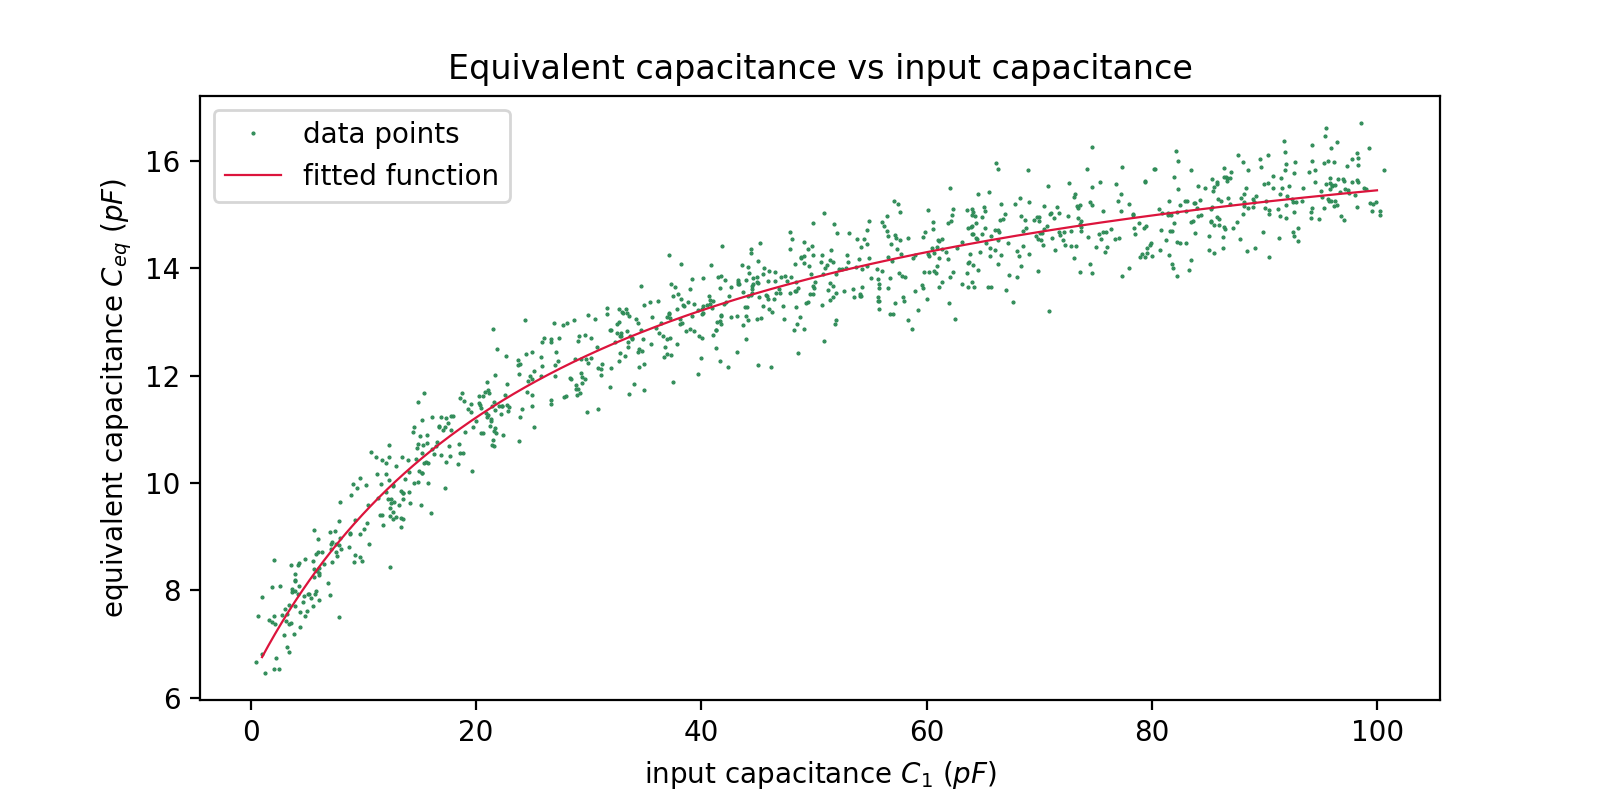 Equivalent capacitance vs input capacitance
data points
fitted function
equivalent capacitance C_eq (pF)
16
14
12
10
8
6
0 20 40 60 80 100
input capacitance C_1 (pF)